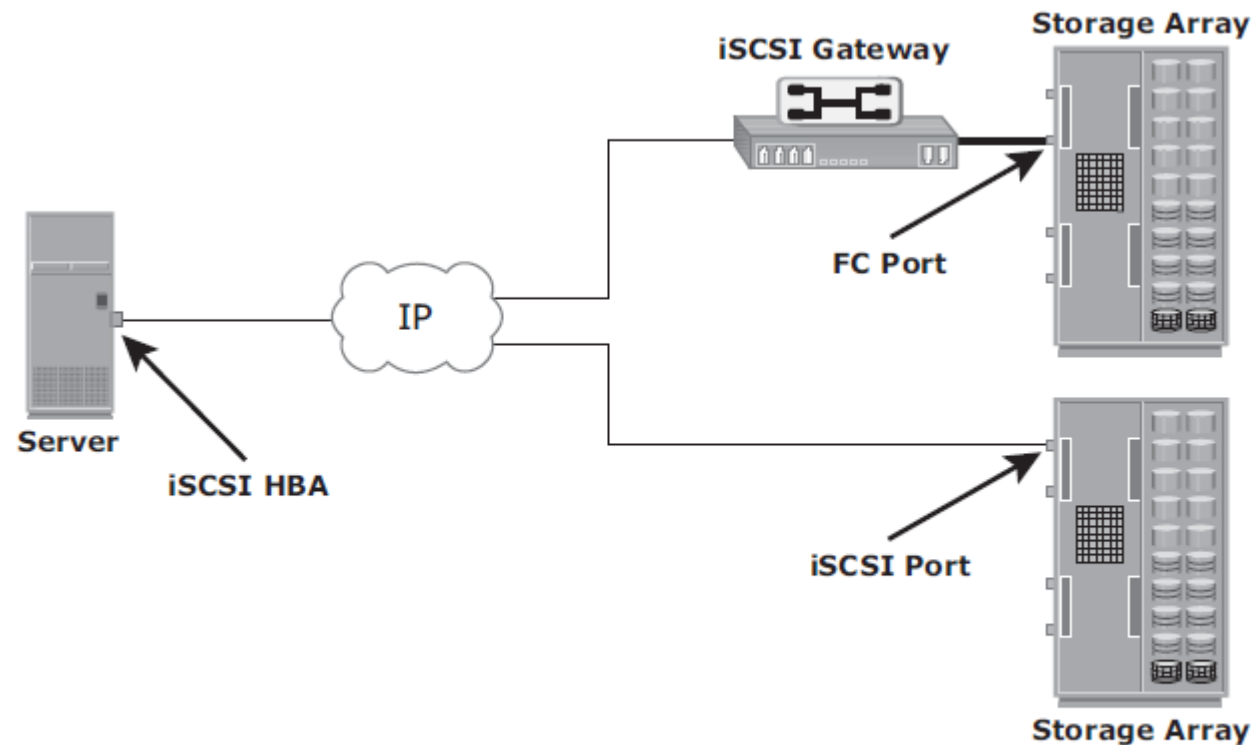 Storage Array
iSCSI Gateway
FC Port
IP
Server
iSCSI HBA
iSCSI Port
Storage Array